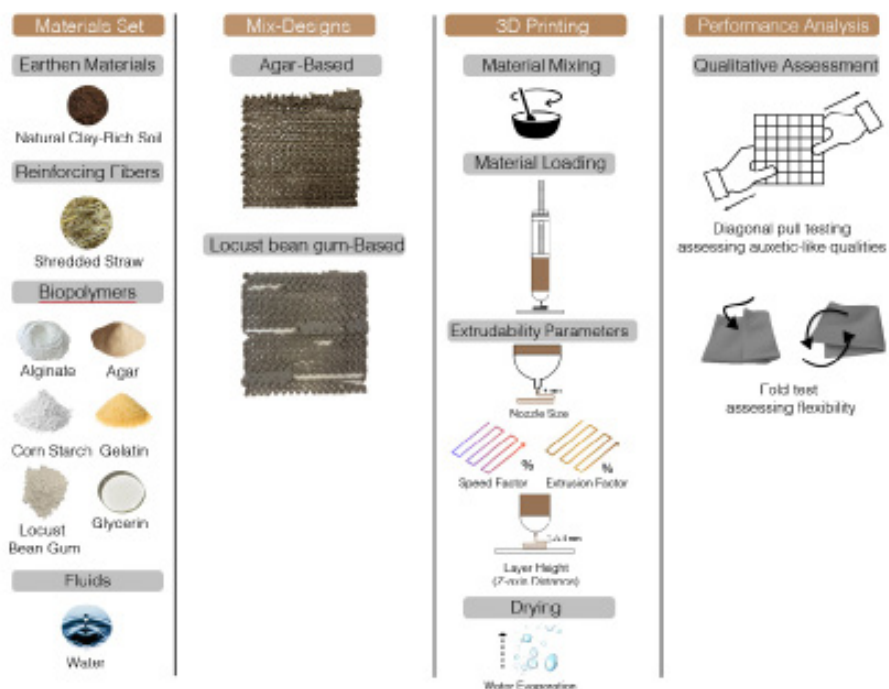 Materials Set
Earthen Materials
Natural Clay-Rich Soil
Reinforcing Fibers
Shredded Straw
Biopolymers
Alginate
Agar
Corn Starch
Gelatin
Locust
Bean Gum
Glycerin
Fluids
Water
Mix-Designs
Agar-Based
Locust bean gum-Based
3D Printing
Material Mixing
Material Loading
Extrudability Parameters
Nozzle Size
%
Speed Factor
%
Extrusion Factor
Layer Height
(Z-axis Distance)
Drying
Water Evaporation
Performance Analysis
Qualitative Assessment
Diagonal pull testing
assessing auxetic-like qualities
Fold test
assessing flexibility